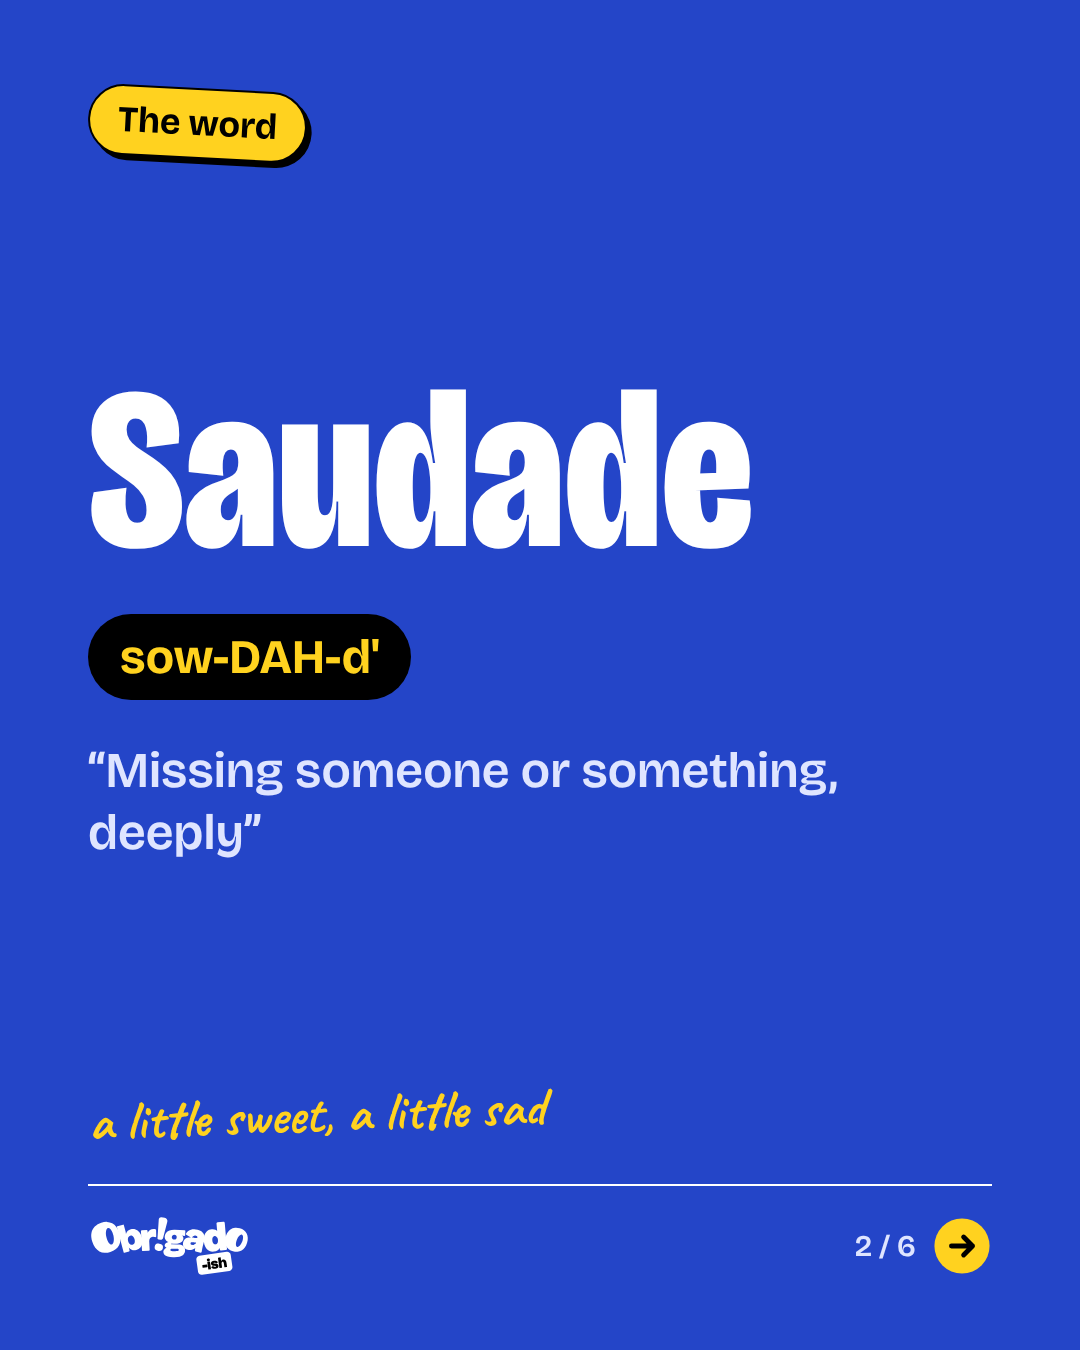 The word
Saudade
sow-DAH-d'
“Missing someone or something,
deeply”
a little sweet, a little sad
Obr!gado
-ish
2 / 6